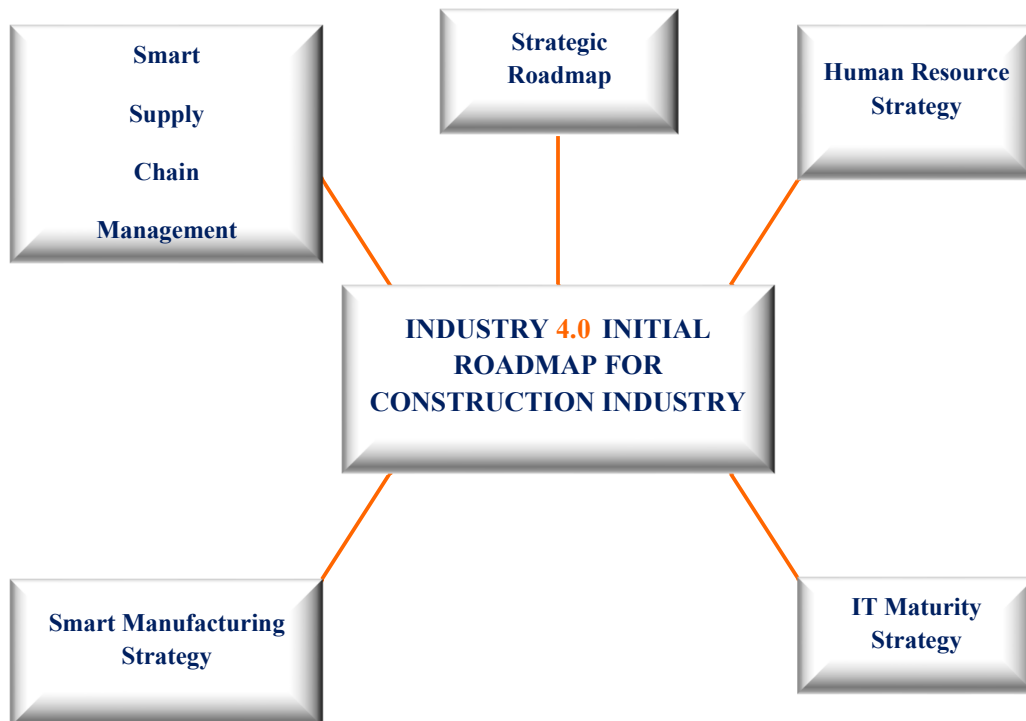 Smart
Supply
Chain
Management
Strategic
Roadmap
Human Resource
Strategy
INDUSTRY 4.0 INITIAL
ROADMAP FOR
CONSTRUCTION INDUSTRY
Smart Manufacturing
Strategy
IT Maturity
Strategy